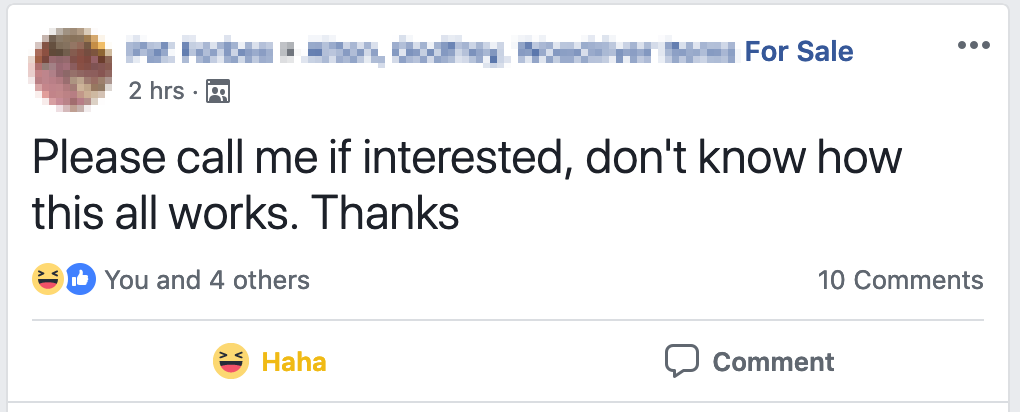 For Sale
2 hrs ·
Please call me if interested, don't know how
this all works. Thanks
You and 4 others
10 Comments
Haha
Comment